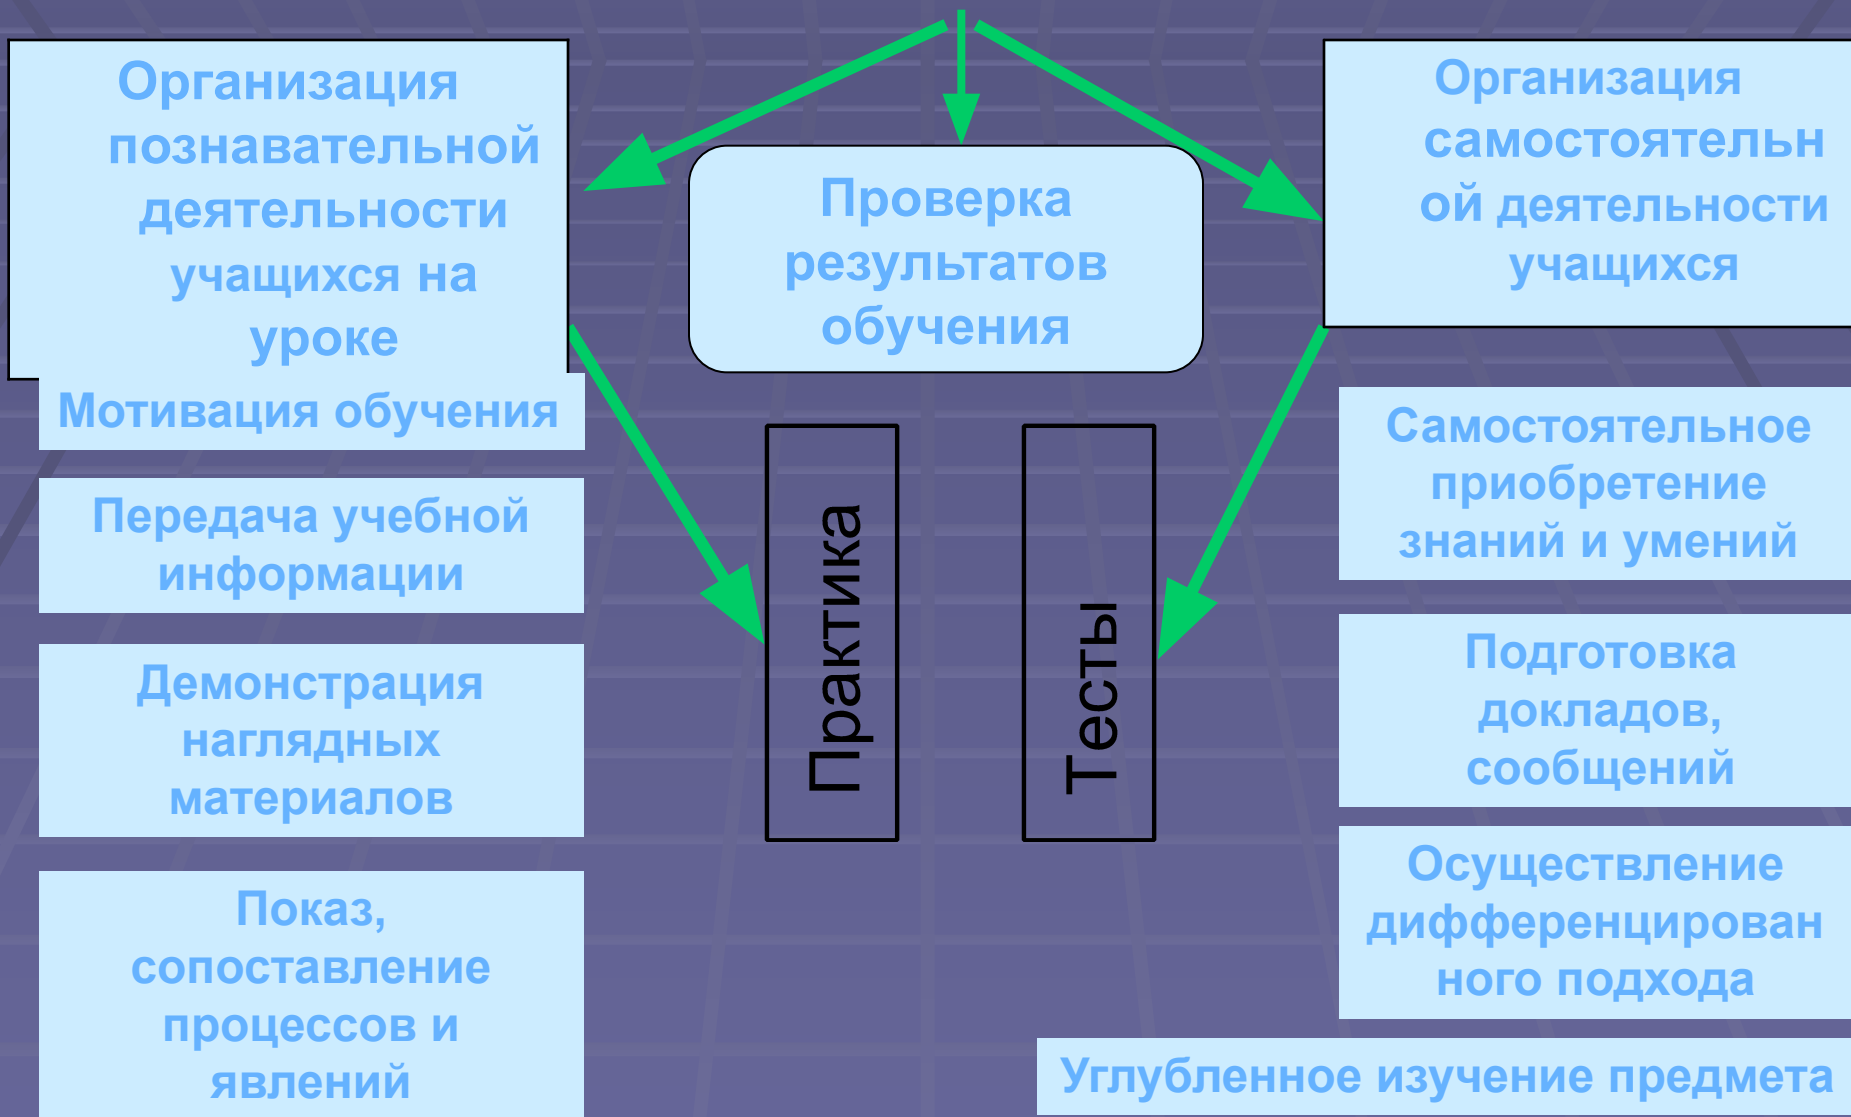 Организация
познавательной
деятельности
учащихся на
уроке
Мотивация обучения
Передача учебной
информации
Демонстрация
наглядных
материалов
Показ,
сопоставление
процессов и
явлений
Проверка
результатов
обучения
Практика
Тесты
Организация
самостоятельн
ой деятельности
учащихся
Самостоятельное
приобретение
знаний и умений
Подготовка
докладов,
сообщений
Осуществление
дифференцирован
ного подхода
Углубленное изучение предмета